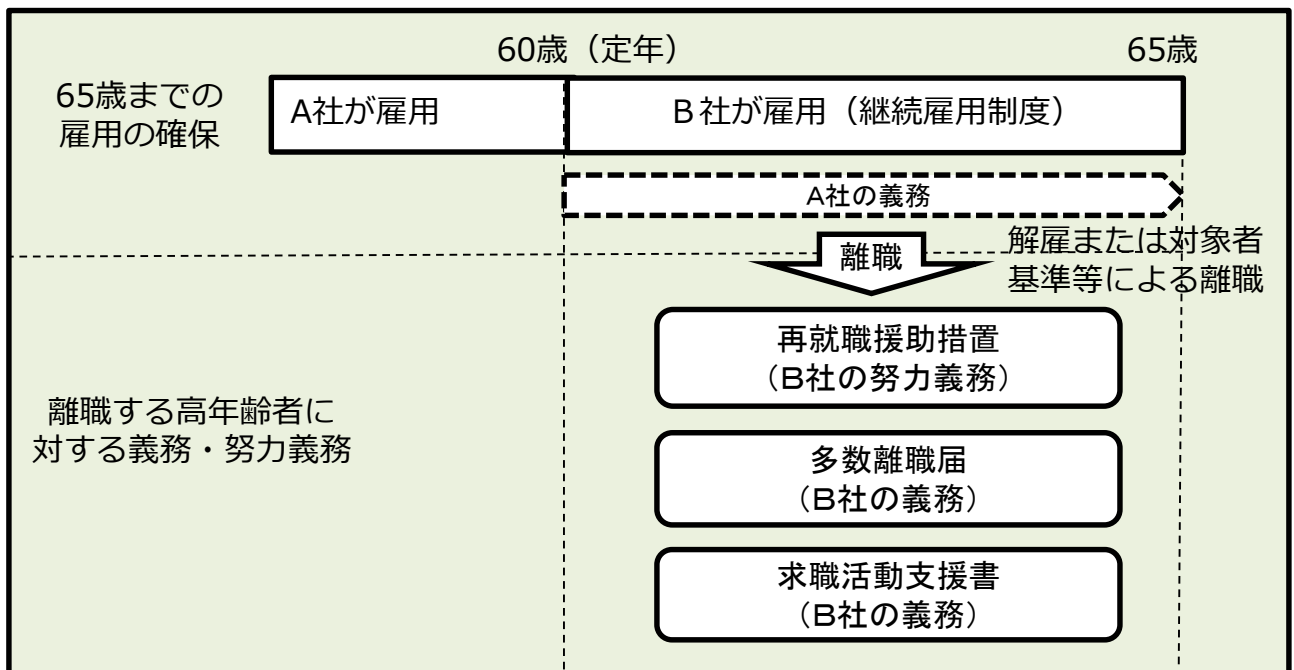 60歳（定年）
65歳
65歳までの
雇用の確保
A社が雇用
Ｂ社が雇用（継続雇用制度）
A社の義務
離職
解雇または対象者
基準等による離職
再就職援助措置
（B社の努力義務）
離職する高年齢者に
対する義務・努力義務
多数離職届
（B社の義務）
求職活動支援書
（B社の義務）